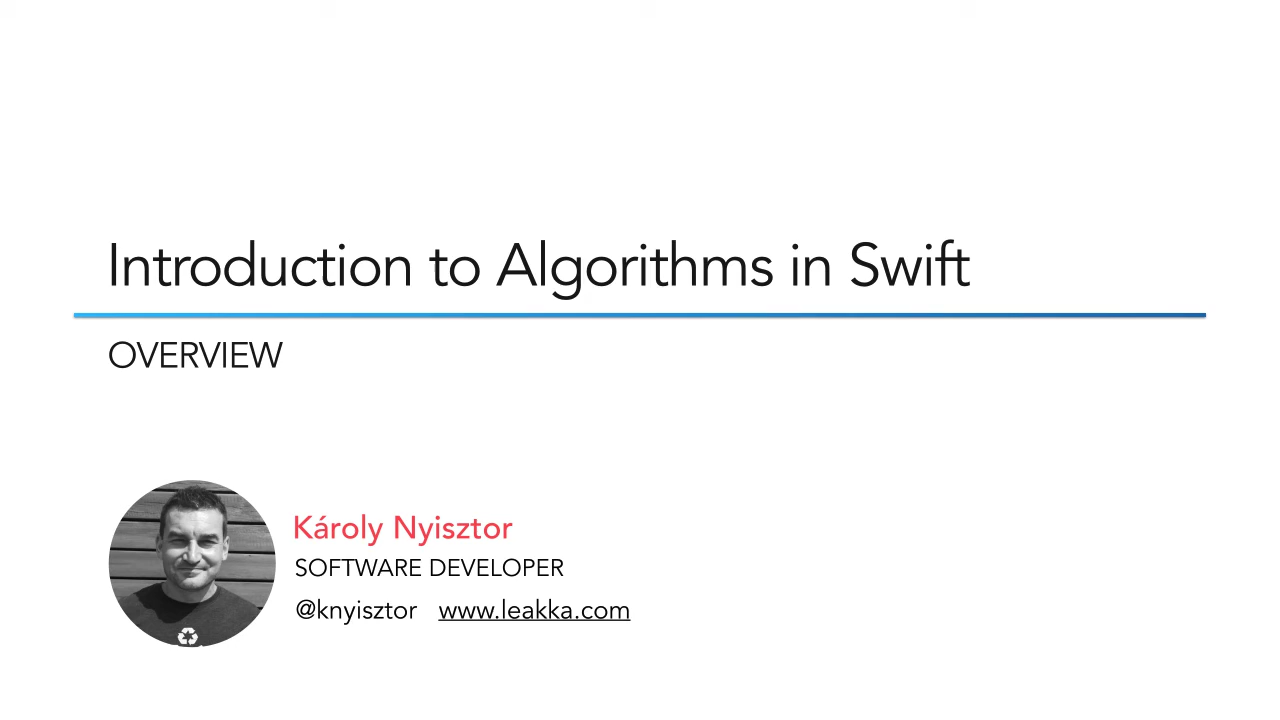 Introduction to Algorithms in Swift
OVERVIEW
Károly Nyisztor
SOFTWARE DEVELOPER
@knyisztor www.leakka.com